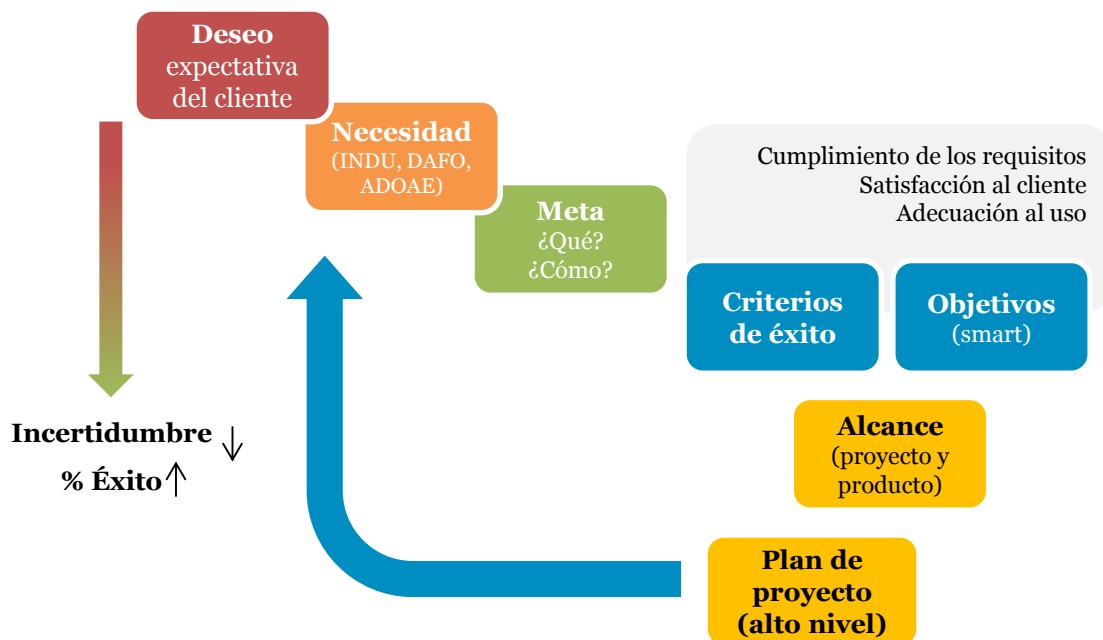 Deseo
expectativa
del cliente
Necesidad
(INDU, DAFO,
ADOAE)
Meta
¿Qué?
¿Cómo?
Cumplimiento de los requisitos
Satisfacción al cliente
Adecuación al uso
Criterios
de éxito
Objetivos
(smart)
Incertidumbre
% Éxito
Alcance
(proyecto y
producto)
Plan de
proyecto
(alto nivel)